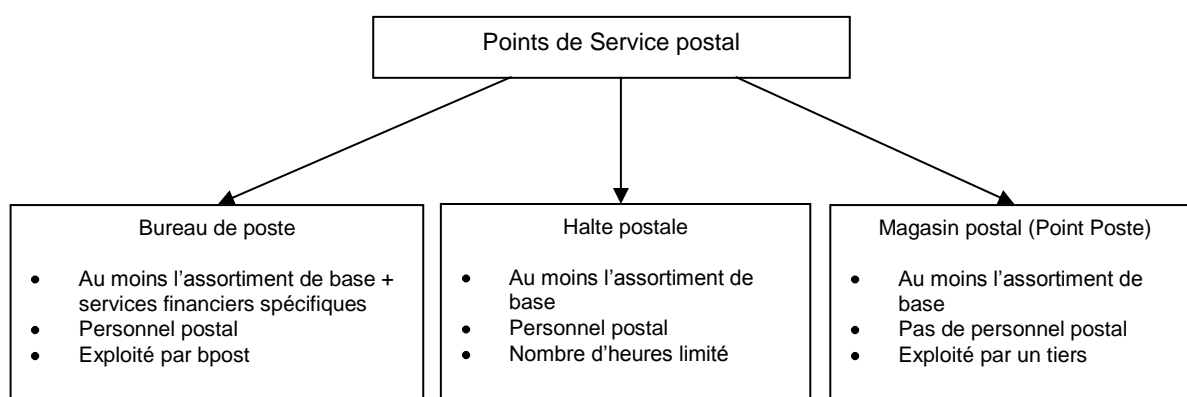 Points de Service postal
Bureau de poste
• Au moins l’assortiment de base +
services financiers spécifiques
• Personnel postal
• Exploité par bpost
Halte postale
• Au moins l’assortiment de
base
• Personnel postal
• Nombre d’heures limité
Magasin postal (Point Poste)
• Au moins l’assortiment de
base
• Pas de personnel postal
• Exploité par un tiers